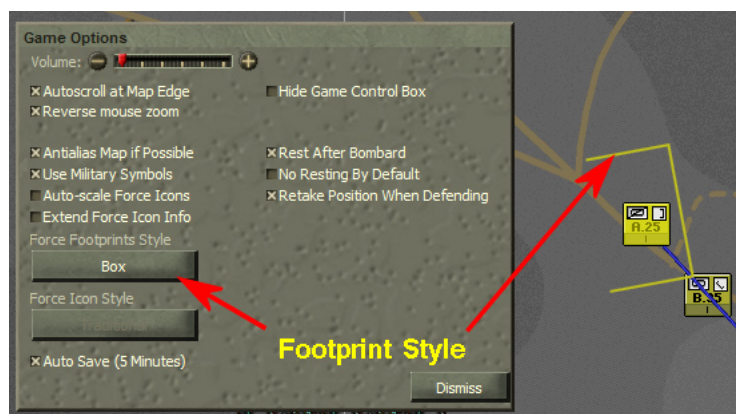 Game Options
Volume:
Autoscroll at Map Edge
Hide Game Control Box
Reverse mouse zoom
Antialias Map if Possible
Rest After Bombard
Use Military Symbols
No Resting By Default
Auto-scale Force Icons
Retake Position When Defending
Extend Force Icon Info
Force Footprints Style
Box
Force Icon Style
Traditional
Footprint Style
Auto Save (5 Minutes)
Dismiss
A.25
I
I